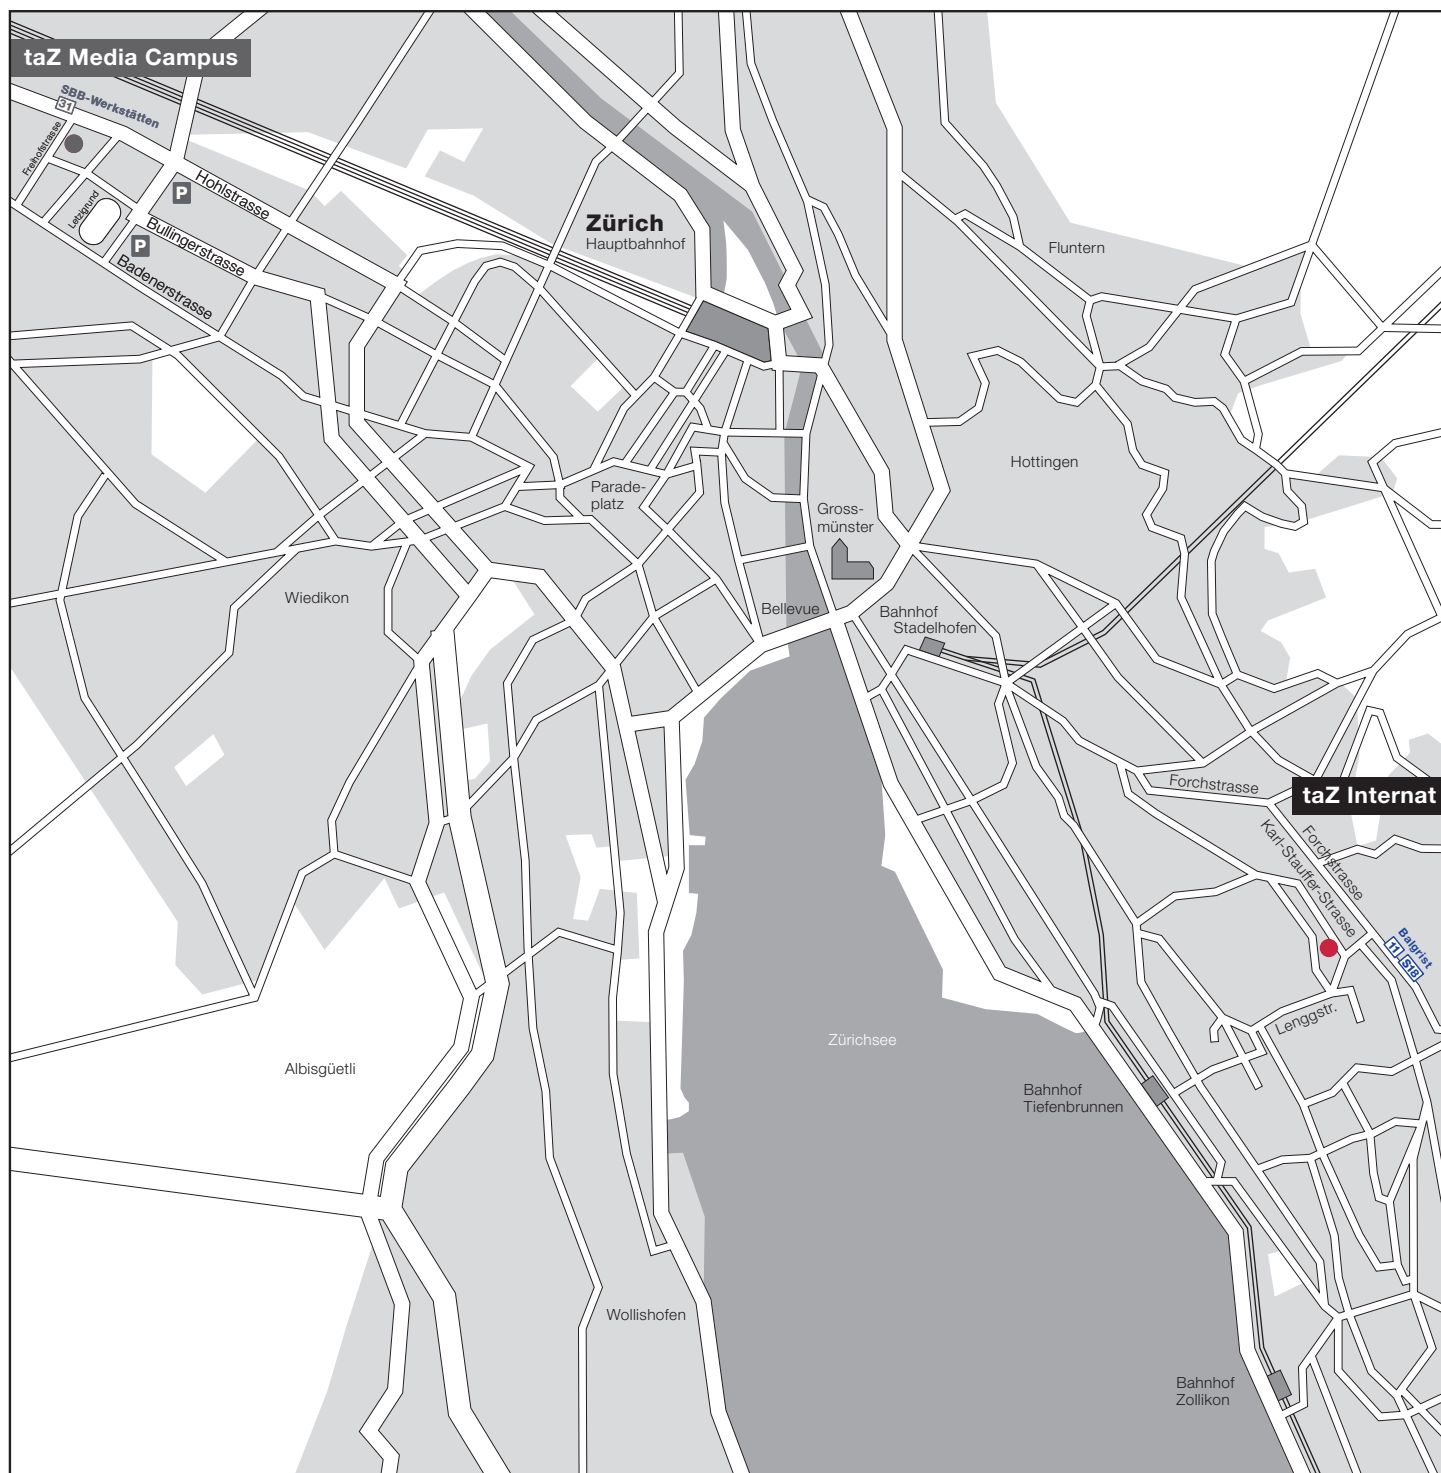 taZ Media Campus
SBB-Werkstätten
31
Freihofstrasse
Letzigrund
P
Hohlstrasse
P
Bullingerstrasse
Badenerstrasse
Zürich
Hauptbahnhof
Fluntern
Hottingen
Parade-
platz
Gross-
münster
Wiedikon
Bellevue
Bahnhof
Stadelhofen
Forchstrasse
taZ Internat
Forchstrasse
Karl-Stauffer-Strasse
Balgrist
11 S18
Lenggstr.
Zürichsee
Albisgüetli
Bahnhof
Tiefenbrunnen
Wollishofen
Bahnhof
Zollikon